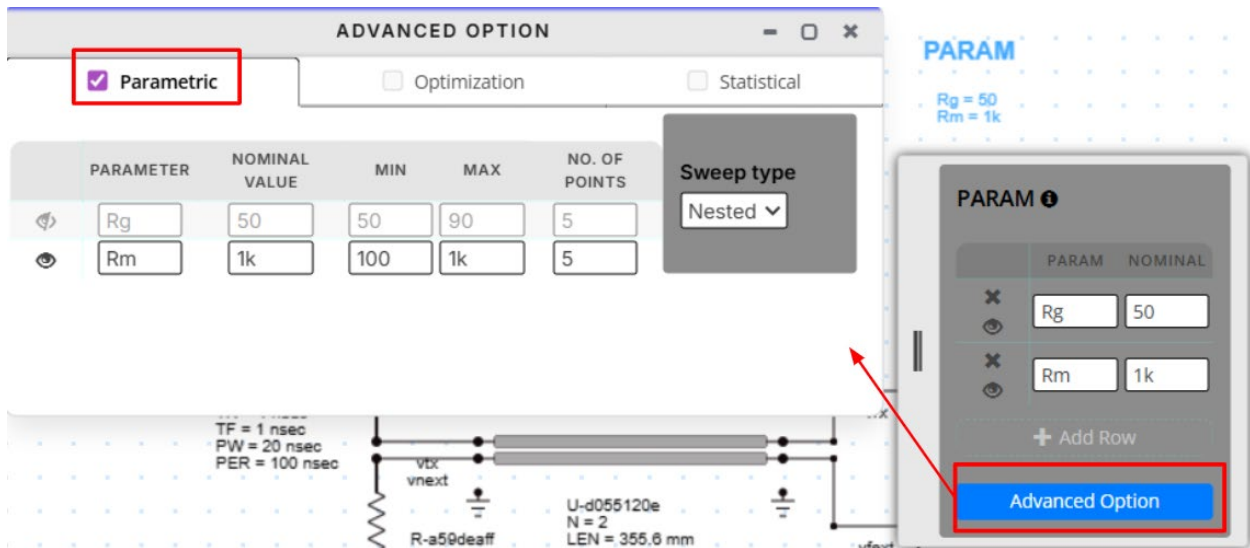 ADVANCED OPTION
Parametric
Optimization
Statistical
PARAMETER NOMINAL VALUE MIN MAX NO. OF POINTS
Rg 50 50 90 5
Rm 1k 100 1k 5
Sweep type
Nested
PARAM
Rg = 50
Rm = 1k
PARAM
PARAM NOMINAL
Rg 50
Rm 1k
+ Add Row
Advanced Option
TF = 1 nsec
PW = 20 nsec
PER = 100 nsec
vtx
vnext
R-a59deaff
U-d055120e
N = 2
LEN = 355,6 mm